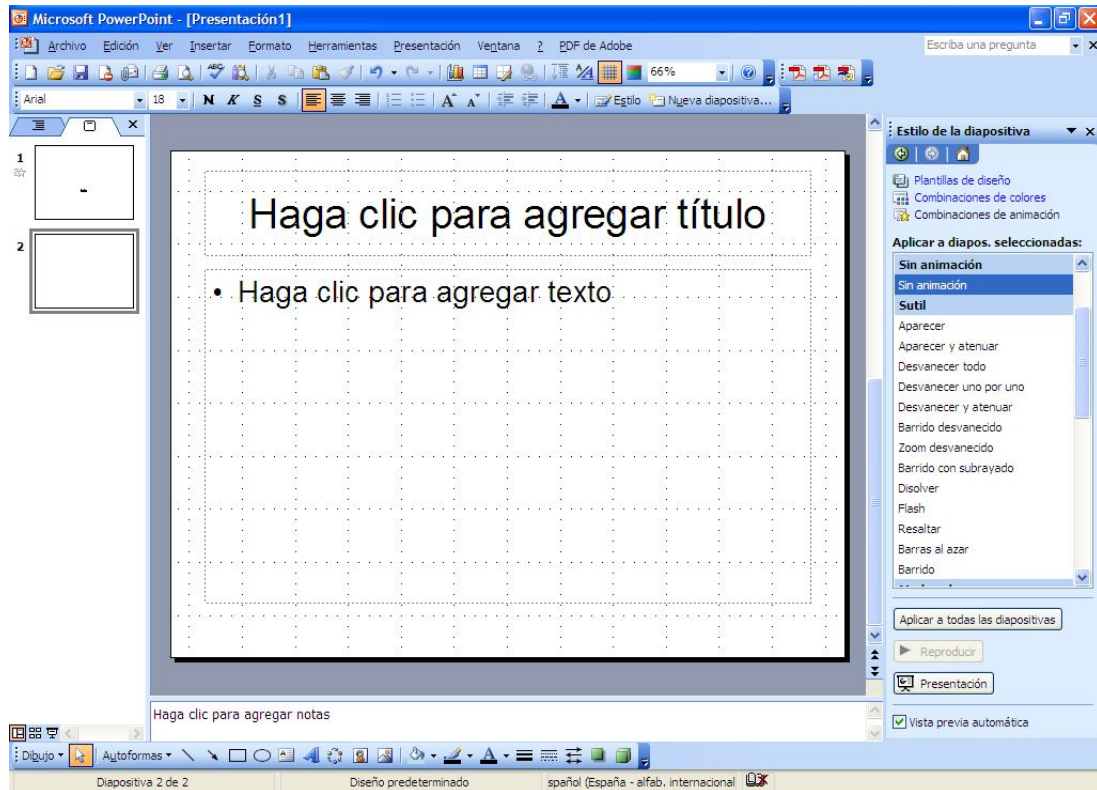 Microsoft PowerPoint - [Presentación1]
Archivo Edición Ver Insertar Formato Herramientas Presentación Ventana ? PDF de Adobe Escriba una pregunta
66%
Arial 18 N K S S A A A Estilo Nueva diapositiva...
Estilo de la diapositiva
1
Plantillas de diseño
Combinaciones de colores
Combinaciones de animación
2
Haga clic para agregar título
• Haga clic para agregar texto
Aplicar a diapos. seleccionadas:
Sin animación
Sin animación
Sutil
Aparecer
Aparecer y atenuar
Desvanecer todo
Desvanecer uno por uno
Desvanecer y atenuar
Barrido desvanecido
Zoom desvanecido
Barrido con subrayado
Disolver
Flash
Resaltar
Barras al azar
Barrido
Aplicar a todas las diapositivas
Reproducir
Presentación
Vista previa automática
Haga clic para agregar notas
Dibujo Autoformas A
Diapositiva 2 de 2 Diseño predeterminado spañol (España - alfab. internacional